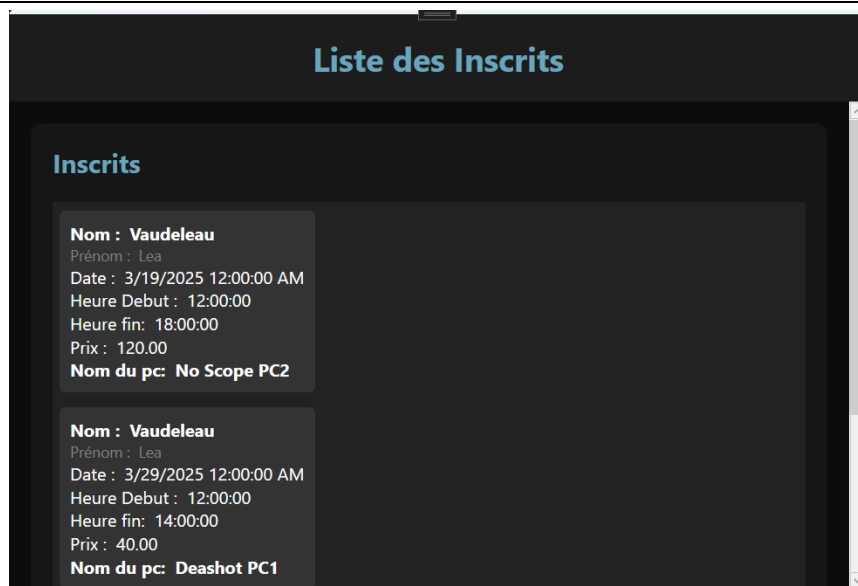 Liste des Inscrits
Inscrits
Nom : Vaudeleau
Prénom : Lea
Date : 3/19/2025 12:00:00 AM
Heure Debut : 12:00:00
Heure fin: 18:00:00
Prix : 120.00
Nom du pc: No Scope PC2
Nom : Vaudeleau
Prénom : Lea
Date : 3/29/2025 12:00:00 AM
Heure Debut : 12:00:00
Heure fin: 14:00:00
Prix : 40.00
Nom du pc: Deashot PC1